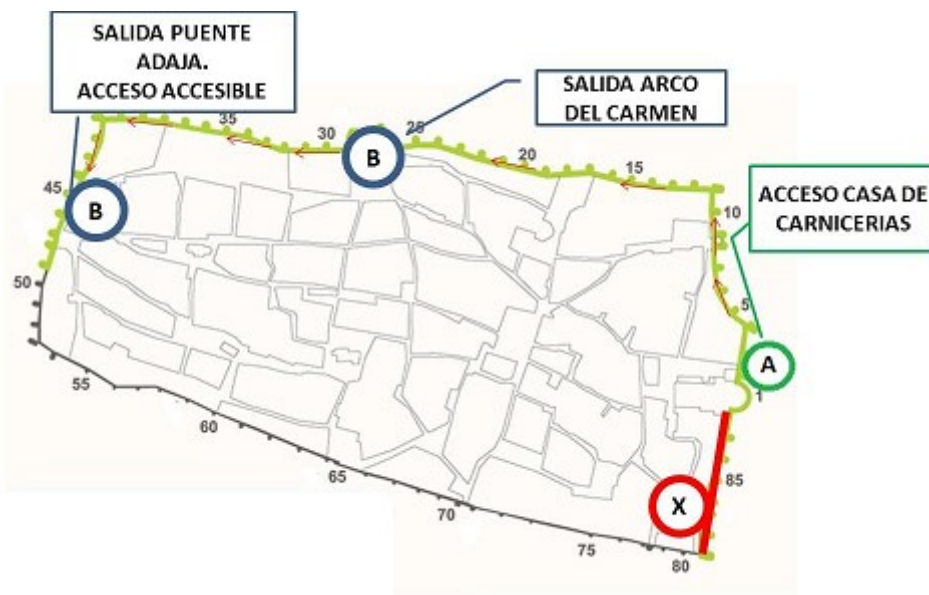 SALIDA PUENTE
ADAJA.
ACCESO ACCESIBLE
SALIDA ARCO
DEL CARMEN
ACCESO CASA DE
CARNICERIAS
35
30
25
20
15
10
5
1
45
50
55
60
65
70
75
80
85
B
B
A
X